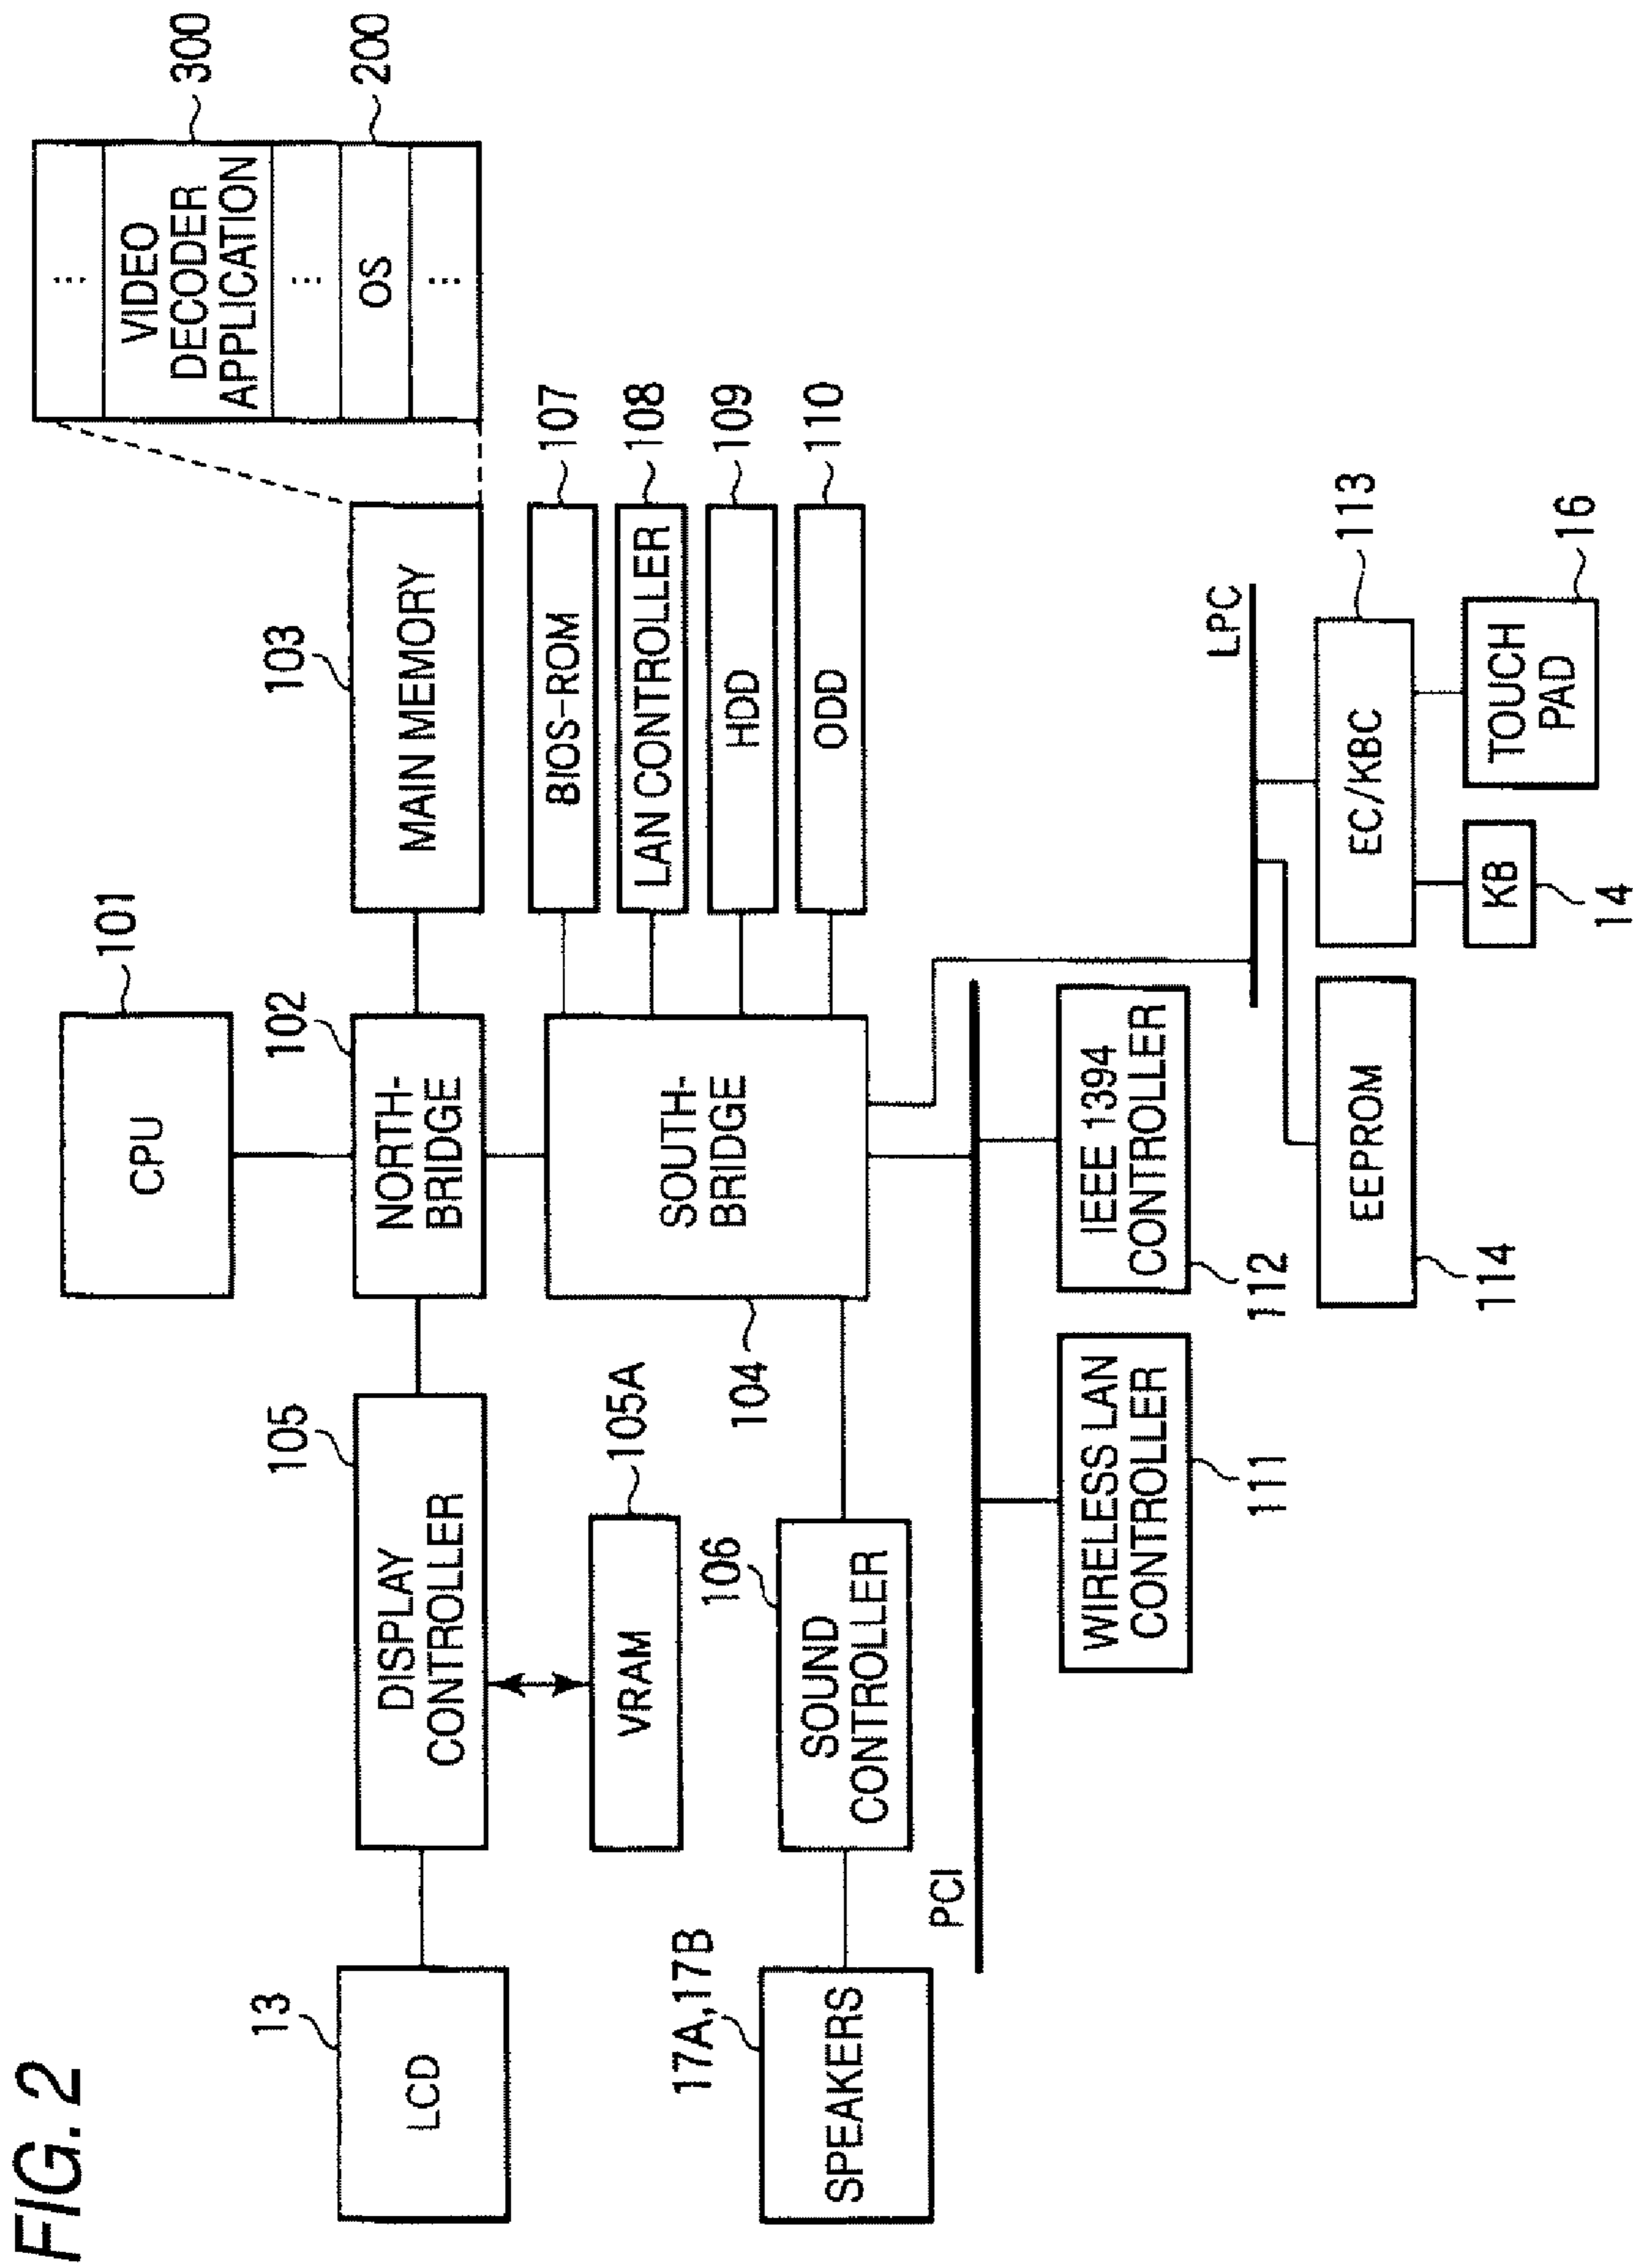 FIG. 2
CPU
101
102
NORTH-
BRIDGE
103
MAIN MEMORY
⋮
VIDEO
DECODER
APPLICATION
⋮
OS
⋮
300
200
13
LCD
105
DISPLAY
CONTROLLER
VRAM
105A
SOUTH-
BRIDGE
104
BIOS-ROM
107
LAN CONTROLLER
108
HDD
109
ODD
110
17A,17B
SPEAKERS
106
SOUND
CONTROLLER
PCI
WIRELESS LAN
CONTROLLER
111
IEEE 1394
CONTROLLER
112
LPC
EEPROM
114
EC/KBC
113
KB
14
TOUCH
PAD
16